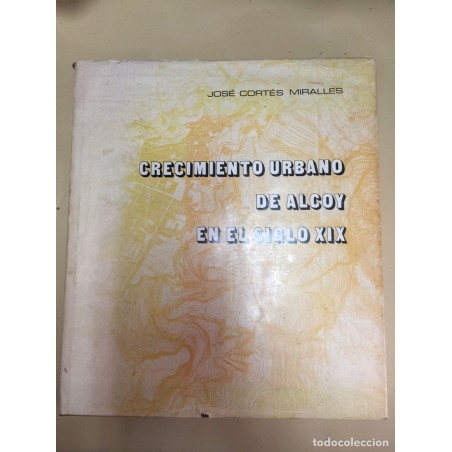 JOSÉ CORTÉS MIRALLES
CRECIMIENTO URBANO
DE ALCOY
EN EL SIGLO XIX
todocoleccion